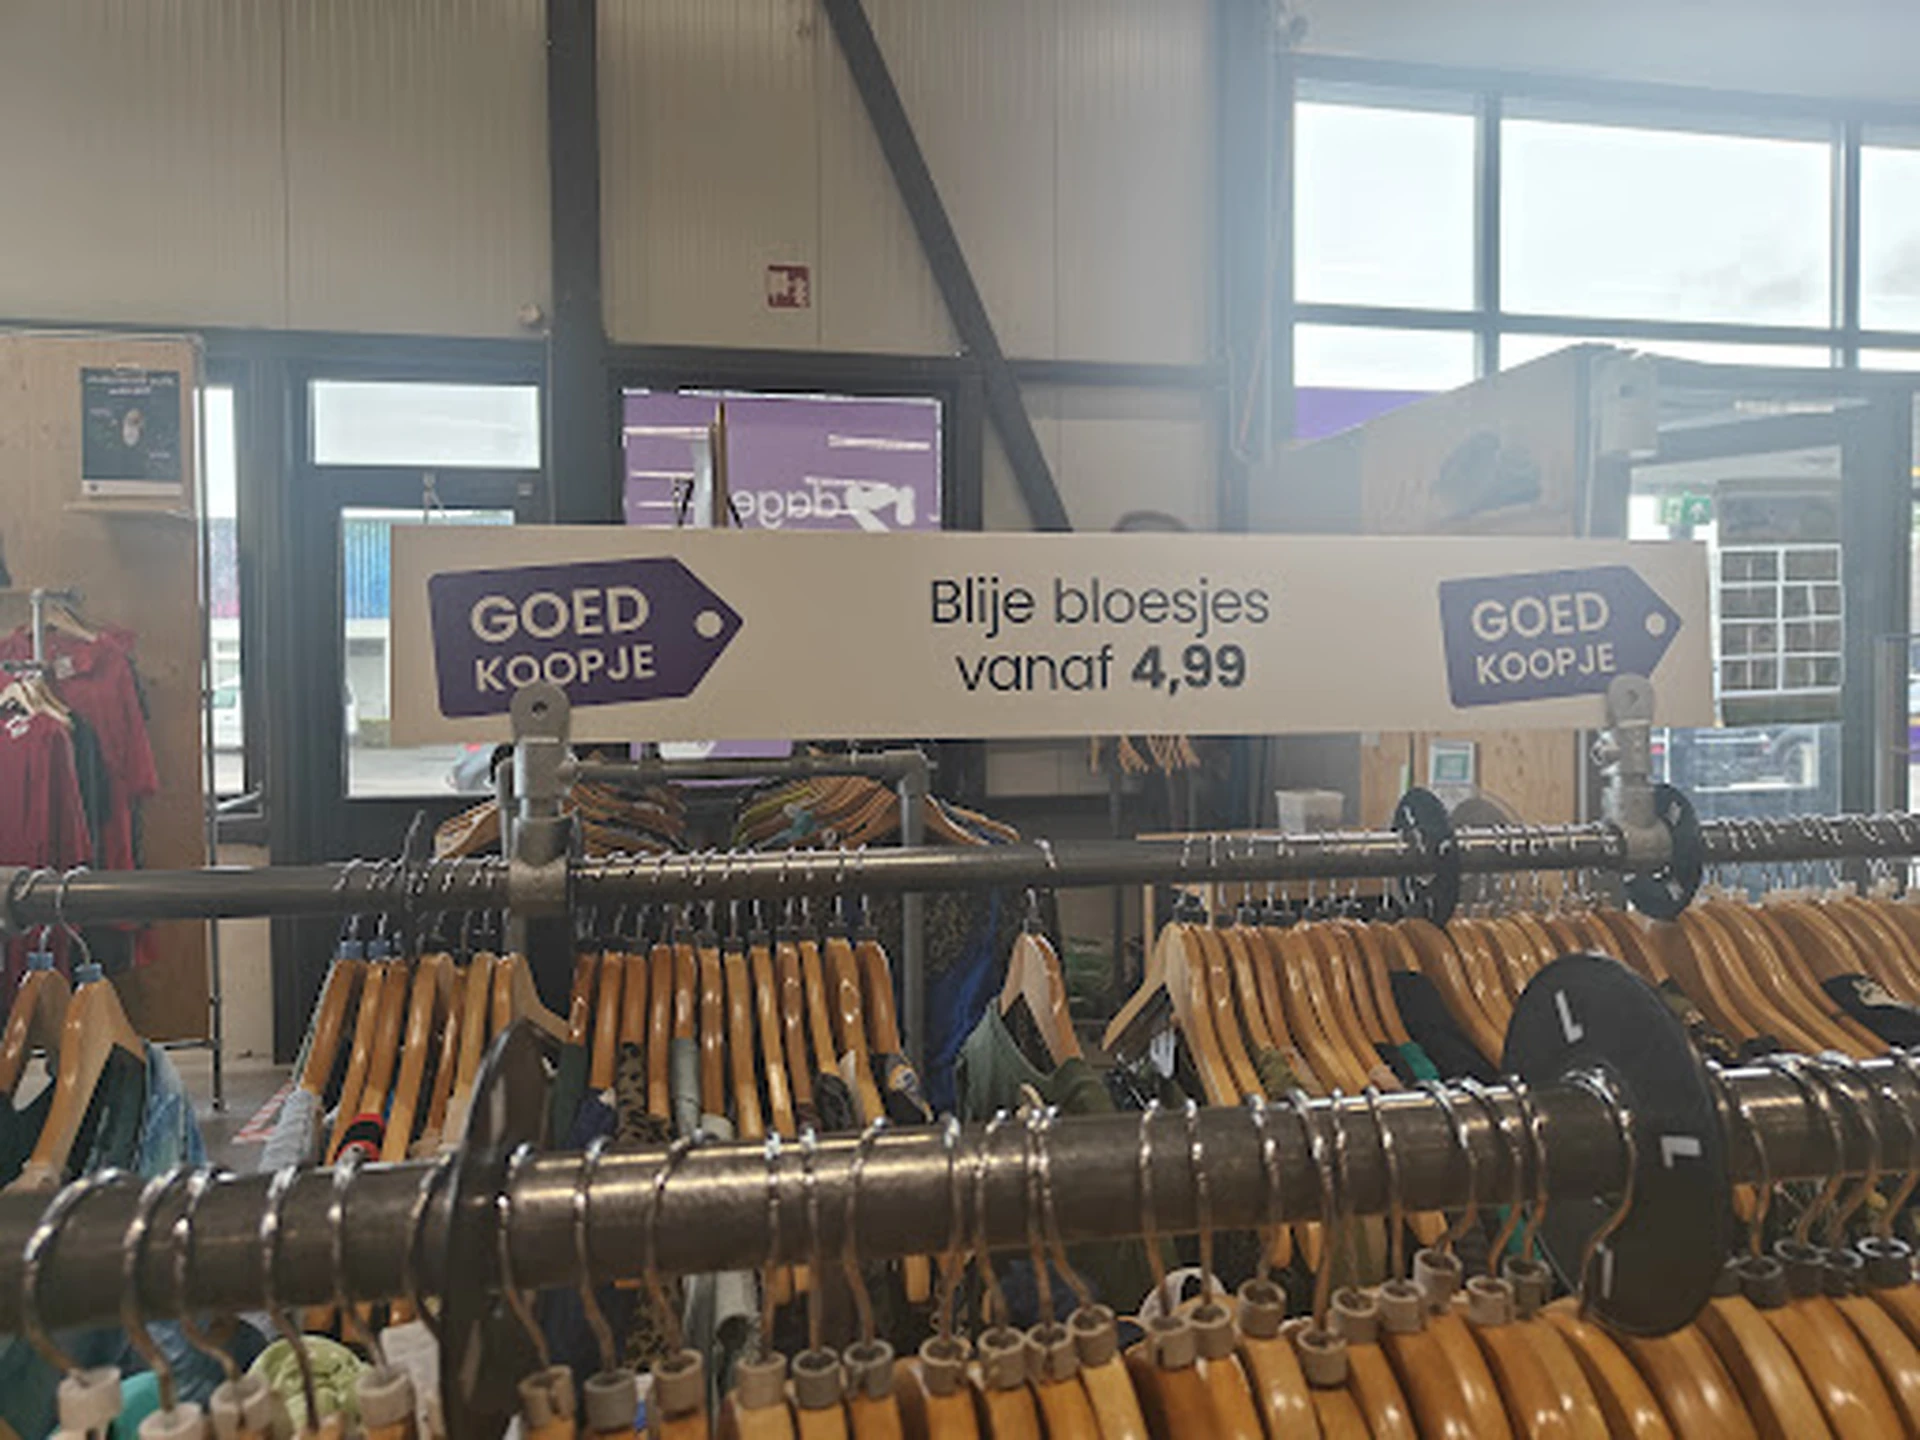 GOED
KOOPJE
Blije bloesjes
vanaf 4,99
GOED
KOOPJE
L
L